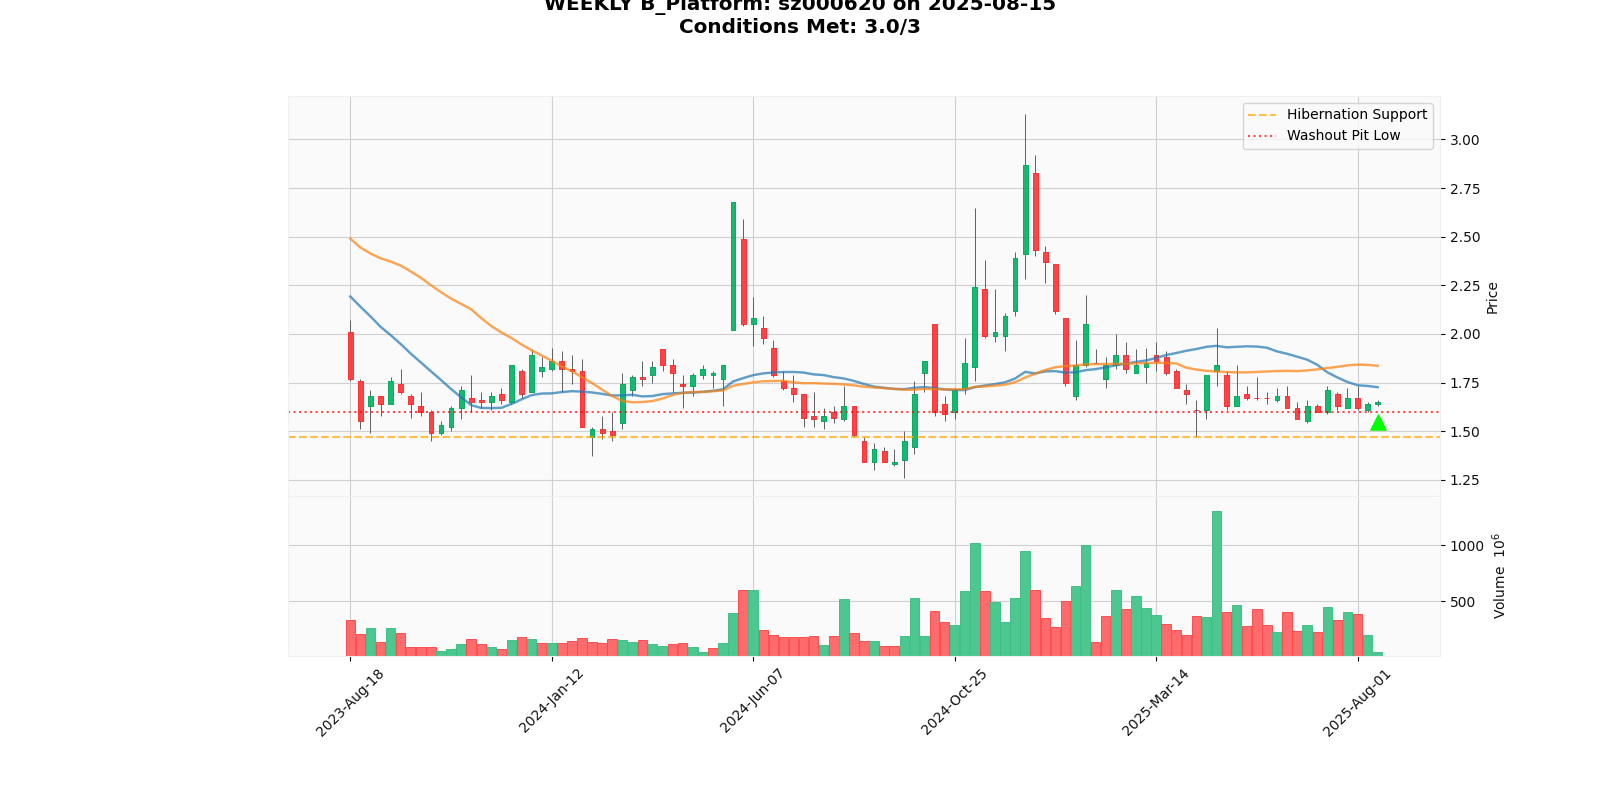 WEEKLY B_Platform: sz000620 on 2025-08-15
Conditions Met: 3.0/3
Hibernation Support
Washout Pit Low
3.00
2.75
2.50
2.25
2.00
1.75
1.50
1.25
Price
1000
500
Volume 10⁶
2023-Aug-18
2024-Jan-12
2024-Jun-07
2024-Oct-25
2025-Mar-14
2025-Aug-01